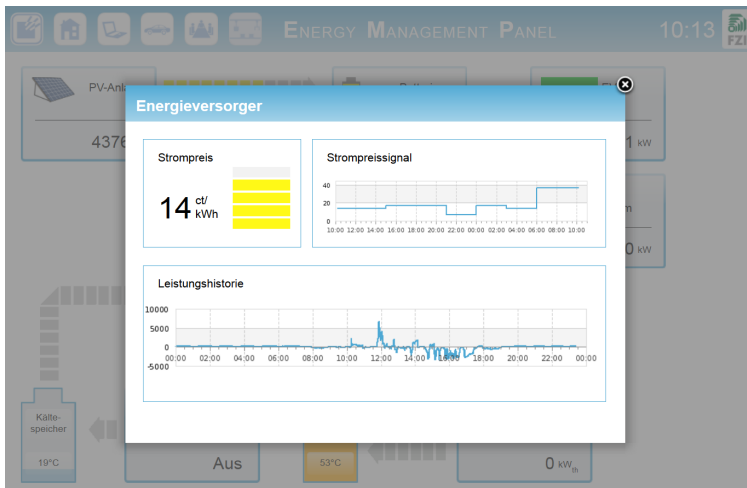 ENERGY MANAGEMENT PANEL
10:13
FZI
PV-Anl
4376
1 kW
0 kW
Energieversorger
Strompreis
14 ct/
kWh
Strompreissignal
40
20
0
10:00 12:00 14:00 16:00 18:00 20:00 22:00 00:00 02:00 04:00 06:00 08:00 10:00
Leistungshistorie
10000
5000
0
-5000
00:00 02:00 04:00 06:00 08:00 10:00 12:00 14:00 16:00 18:00 20:00 22:00 00:00
Kälte-
speicher
19°C
Aus
53°C
0 kWth